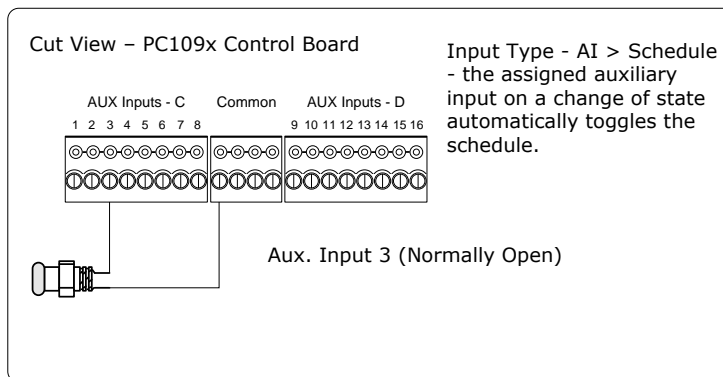 Cut View – PC109x Control Board
Input Type - AI > Schedule
- the assigned auxiliary
input on a change of state
automatically toggles the
schedule.
AUX Inputs - C
Common
AUX Inputs - D
1 2 3 4 5 6 7 8
9 10 11 12 13 14 15 16
Aux. Input 3 (Normally Open)